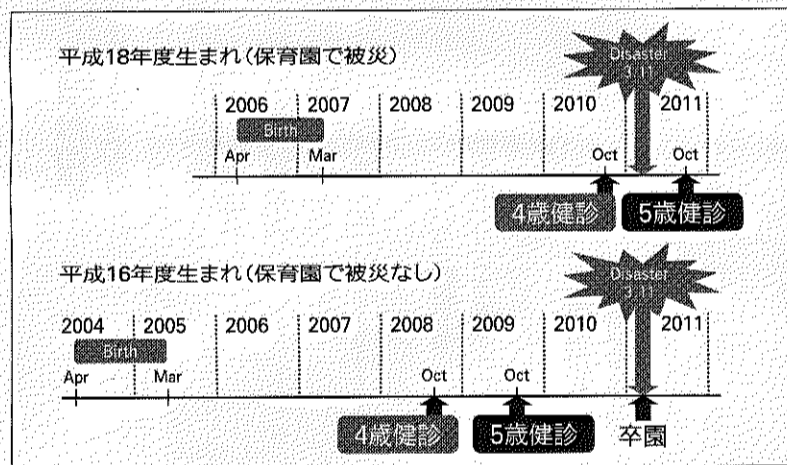 平成18年度生まれ(保育園で被災)
Disaster
3.11
2006 2007 2008 2009 2010 2011
Birth
Apr Mar Oct Oct
4歳健診 5歳健診
平成16年度生まれ(保育園で被災なし)
Disaster
3.11
2004 2005 2006 2007 2008 2009 2010 2011
Birth
Apr Mar Oct Oct
4歳健診 5歳健診 卒園